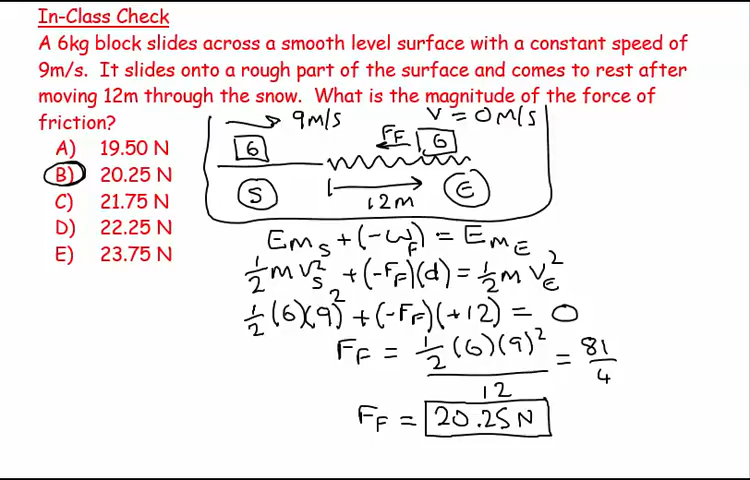 In-Class Check
A 6kg block slides across a smooth level surface with a constant speed of
9m/s. It slides onto a rough part of the surface and comes to rest after
moving 12m through the snow. What is the magnitude of the force of
friction?
A) 19.50 N
B) 20.25 N
C) 21.75 N
D) 22.25 N
E) 23.75 N
9m/s
V = 0m/s
6
FF
6
S
12m
E
EmS + (-WF) = EmE
1/2 m VS² + (-FF)(d) = 1/2 m VE²
1/2 (6)(9)² + (-FF)(+12) = 0
FF = 1/2 (6)(9)² / 12 = 81/4
FF = 20.25N